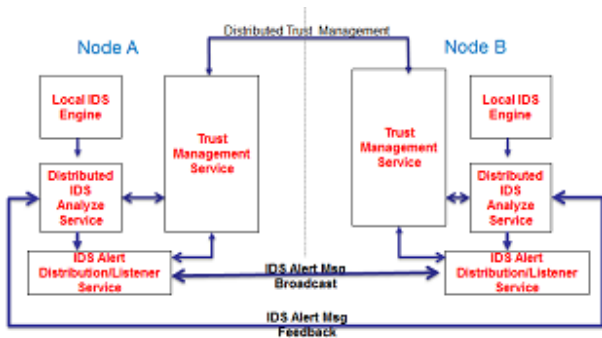 Distributed Trust Management
Node A
Node B
Local IDS
Engine
Trust
Management
Service
Distributed
IDS
Analyze
Service
IDS Alert
Distribution/Listener
Service
Trust
Management
Service
Local IDS
Engine
Distributed
IDS
Analyze
Service
IDS Alert
Distribution/Listener
Service
IDS Alert Msg
Broadcast
IDS Alert Msg
Feedback